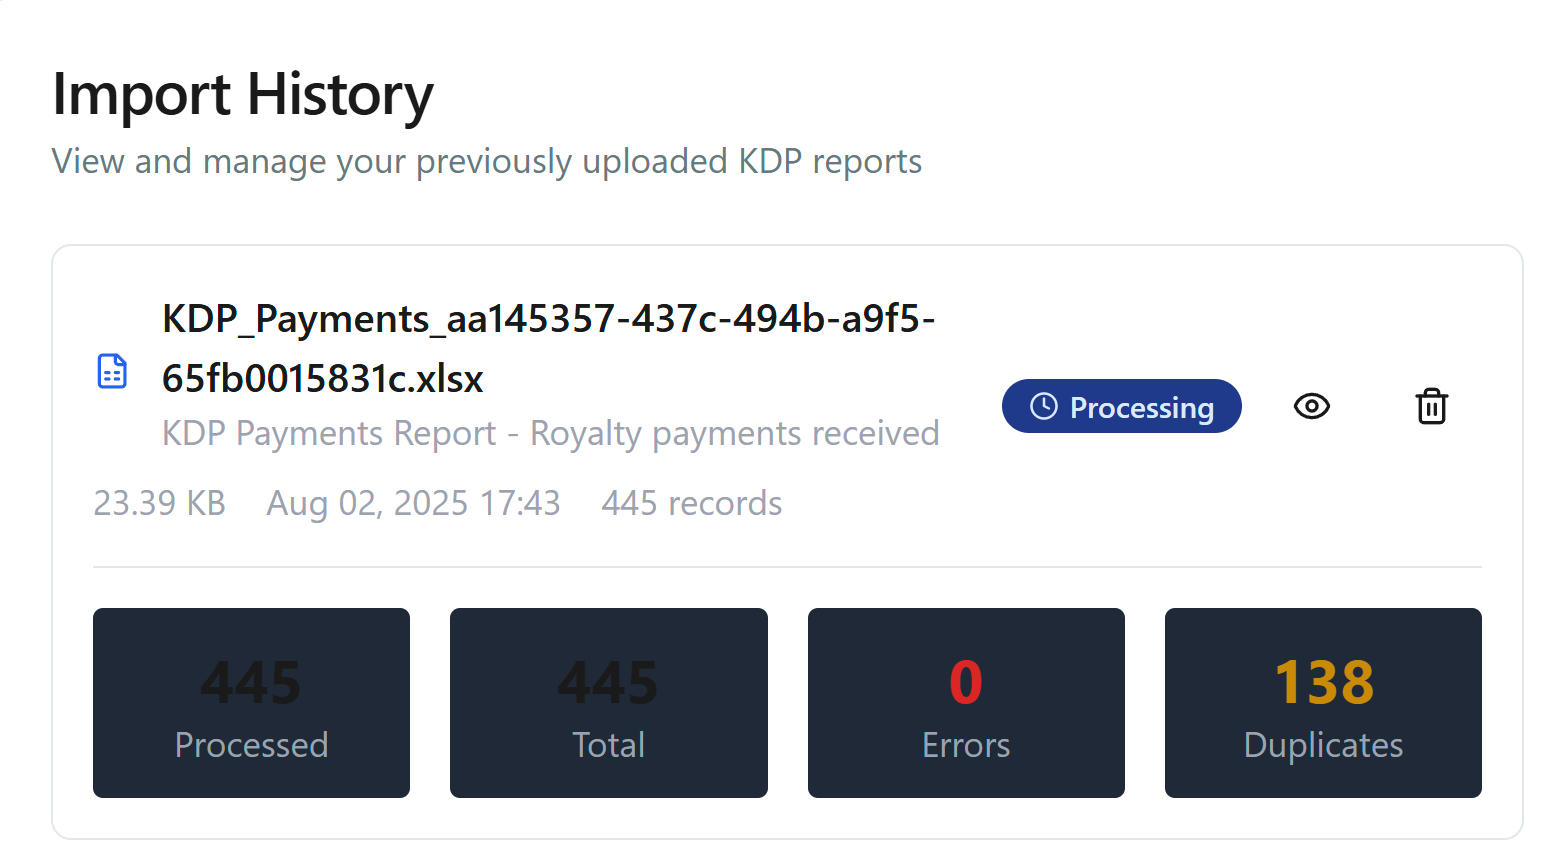 Import History
View and manage your previously uploaded KDP reports
KDP_Payments_aa145357-437c-494b-a9f5-
65fb0015831c.xlsx
KDP Payments Report - Royalty payments received
Processing
23.39 KB Aug 02, 2025 17:43 445 records
445 445 0 138
Processed Total Errors Duplicates